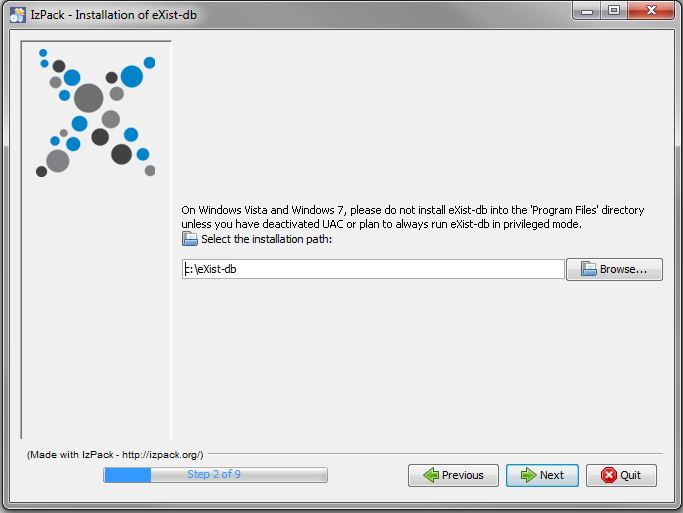 IzPack - Installation of eXist-db
On Windows Vista and Windows 7, please do not install eXist-db into the 'Program Files' directory
unless you have deactivated UAC or plan to always run eXist-db in privileged mode.
Select the installation path:
c:\eXist-db
Browse...
(Made with IzPack - http://izpack.org/)
Step 2 of 9
Previous
Next
Quit